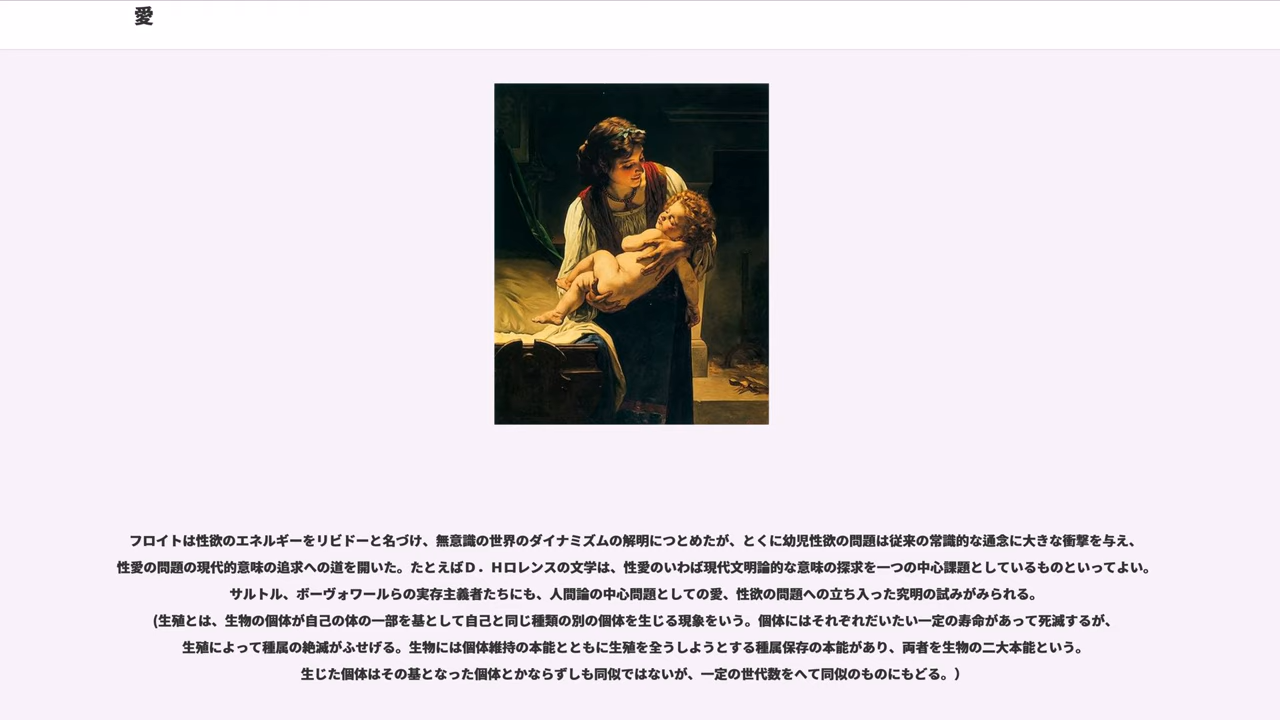 愛
フロイトは性欲のエネルギーをリビドーと名づけ、無意識の世界のダイナミズムの解明につとめたが、とくに幼児性欲の問題は従来の常識的な通念に大きな衝撃を与え、
性愛の問題の現代的意味の追求への道を開いた。たとえばＤ．Ｈロレンスの文学は、性愛のいわば現代文明論的な意味の探求を一つの中心課題としているものといってよい。
サルトル、ボーヴォワールらの実存主義者たちにも、人間論の中心問題としての愛、性欲の問題への立ち入った究明の試みがみられる。
(生殖とは、生物の個体が自己の体の一部を基として自己と同じ種類の別の個体を生じる現象をいう。個体にはそれぞれだいたい一定の寿命があって死滅するが、
生殖によって種属の絶滅がふせげる。生物には個体維持の本能とともに生殖を全うしようとする種属保存の本能があり、両者を生物の二大本能という。
生じた個体はその基となった個体とかならずしも同似ではないが、一定の世代数をへて同似のものにもどる。）